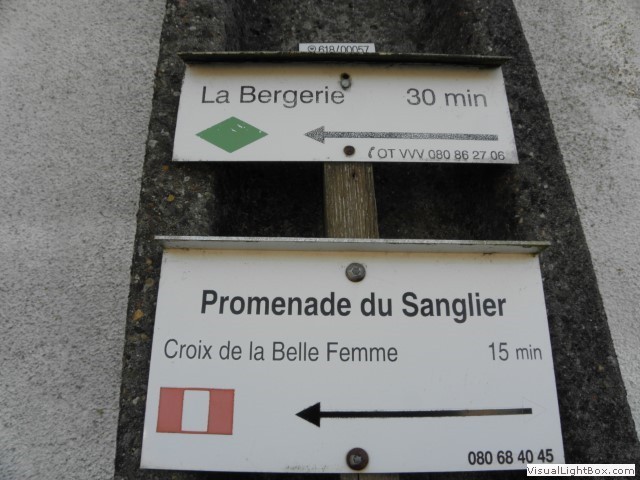 © 618/00057
La Bergerie 30 min
✆OT VVV 080 86 27 06
Promenade du Sanglier
Croix de la Belle Femme 15 min
080 68 40 45
VisualLightBox.com